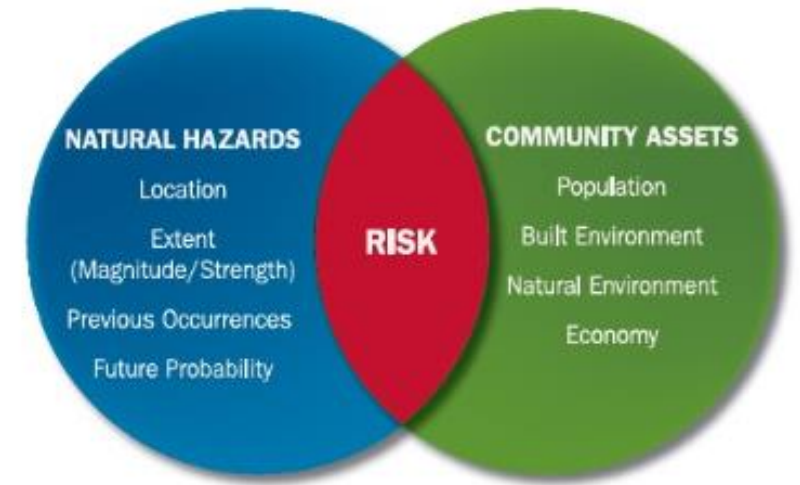 NATURAL HAZARDS
Location
Extent
(Magnitude/Strength)
Previous Occurrences
Future Probability
RISK
COMMUNITY ASSETS
Population
Built Environment
Natural Environment
Economy